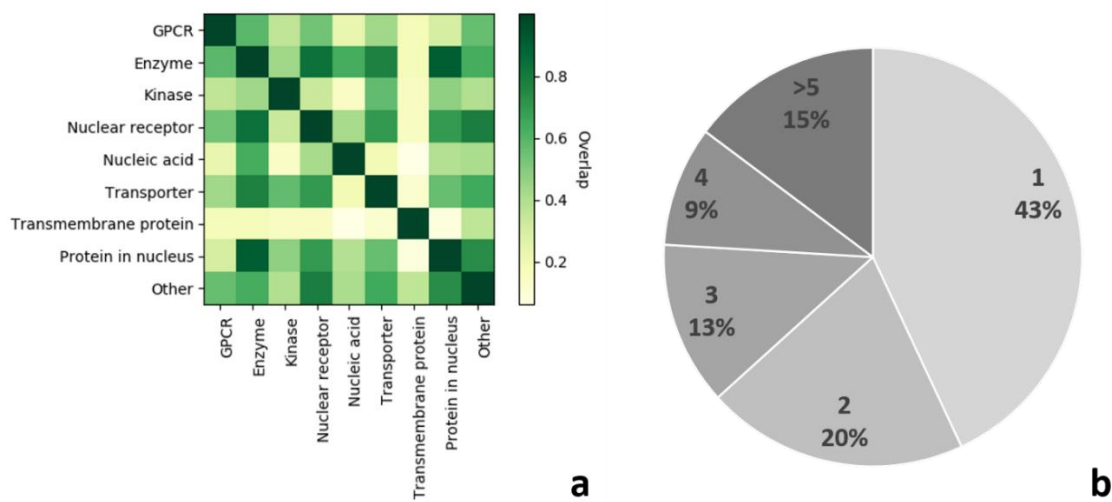 GPCR
Enzyme
Kinase
Nuclear receptor
Nucleic acid
Transporter
Transmembrane protein
Protein in nucleus
Other
GPCR
Enzyme
Kinase
Nuclear receptor
Nucleic acid
Transporter
Transmembrane protein
Protein in nucleus
Other
0.8
0.6
0.4
0.2
Overlap
a
>5
15%
1
43%
4
9%
3
13%
2
20%
b